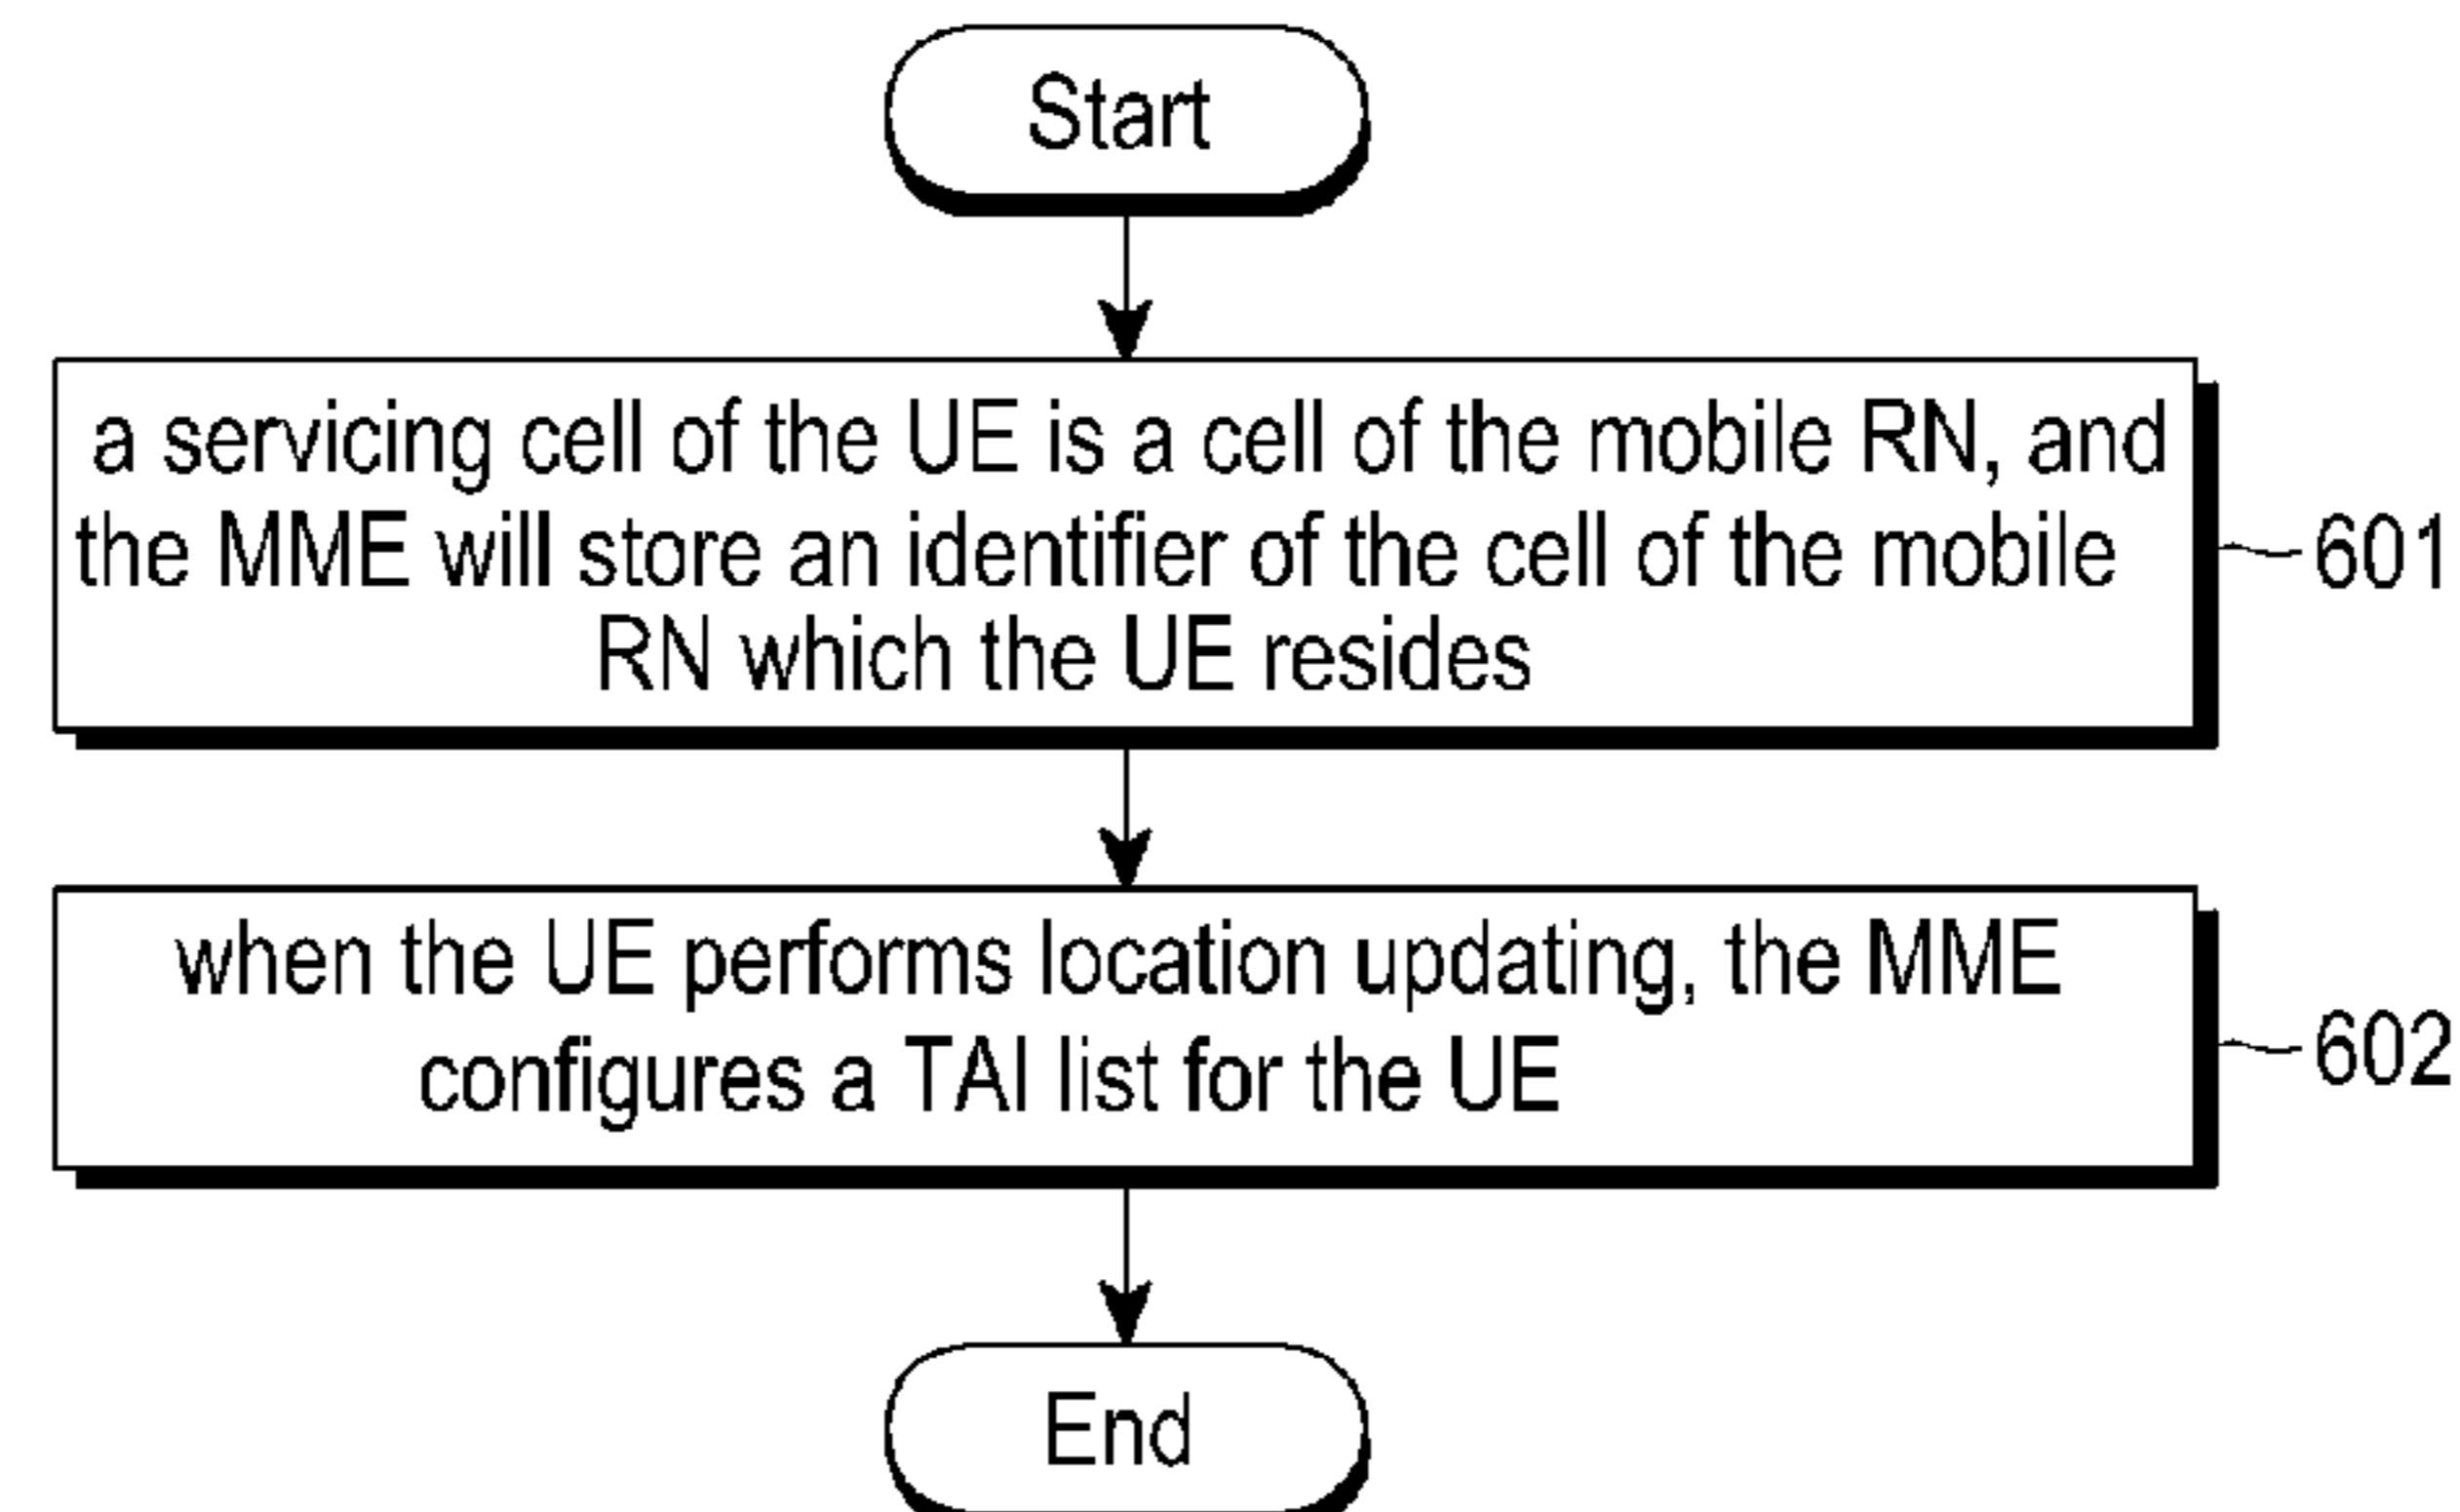 Start
a servicing cell of the UE is a cell of the mobile RN, and
the MME will store an identifier of the cell of the mobile
RN which the UE resides
601
when the UE performs location updating, the MME
configures a TAI list for the UE
602
End